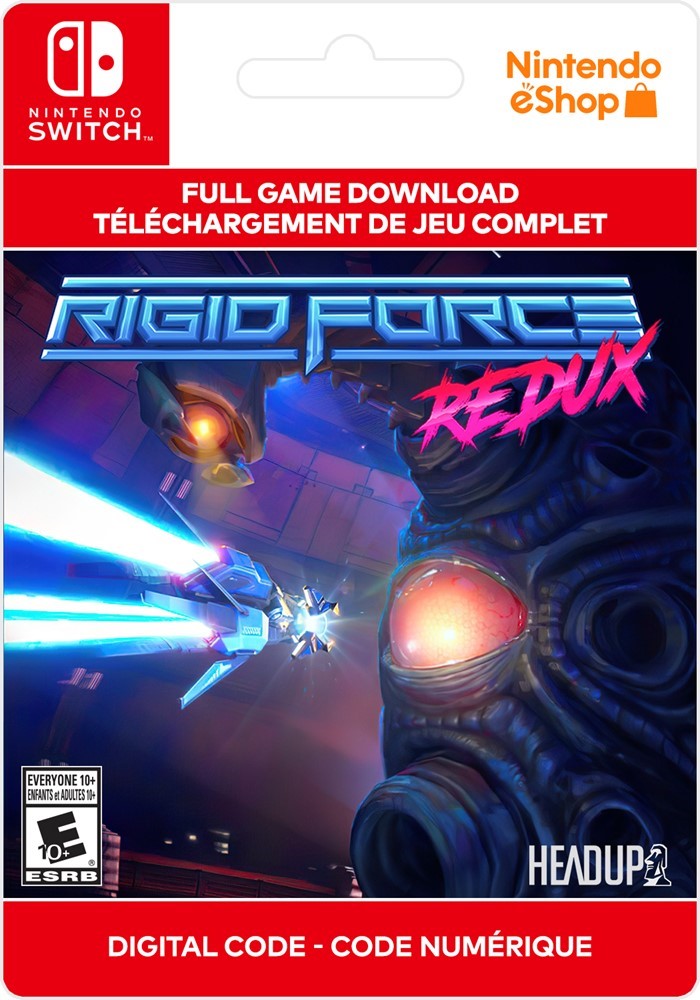 NINTENDO
SWITCH™
Nintendo
eShop
FULL GAME DOWNLOAD
TÉLÉCHARGEMENT DE JEU COMPLET
RIGID FORCE
REDUX
EVERYONE 10+
ENFANTS et ADULTES 10+
E
10+
®
ESRB
HEADUP
DIGITAL CODE - CODE NUMÉRIQUE